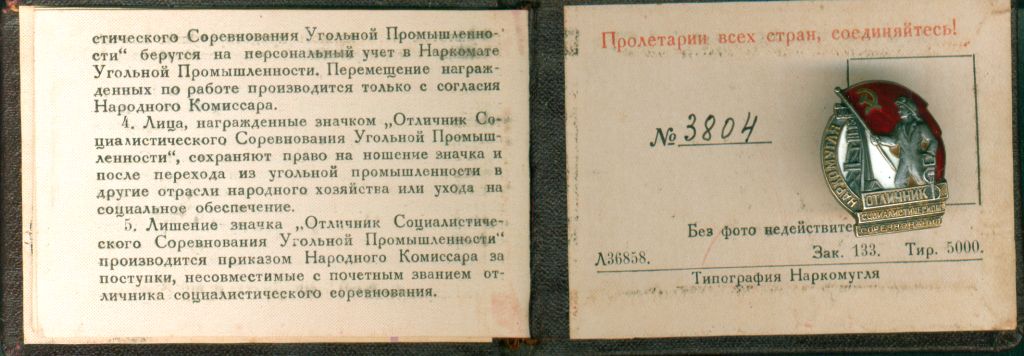 стического Соревнования Угольной Промышленно-
сти“ берутся на персональный учет в Наркомате
Угольной Промышленности. Перемещение награж-
денных по работе производится только с согласия
Народного Комиссара.
4. Лица, награжденные значком „Отличник Со-
циалистического Соревнования Угольной Промыш-
ленности“, сохраняют право на ношение значка и
после перехода из угольной промышленности в
другие отрасли народного хозяйства или ухода на
социальное обеспечение.
5. Лишение значка „Отличник Социалистиче-
ского Соревнования Угольной Промышленности“
производится приказом Народного Комиссара за
поступки, несовместимые с почетным званием от-
личника социалистического соревнования.
Пролетарии всех стран, соединяйтесь!
№ 3804
НАРКОМУГЛЯ
ОТЛИЧНИК
СОЦИАЛИСТИЧЕСКОГО
СОРЕВНОВАНИЯ
Без фото недействите
Л36858. Зак. 133. Тир. 5000.
Типография Наркомугля